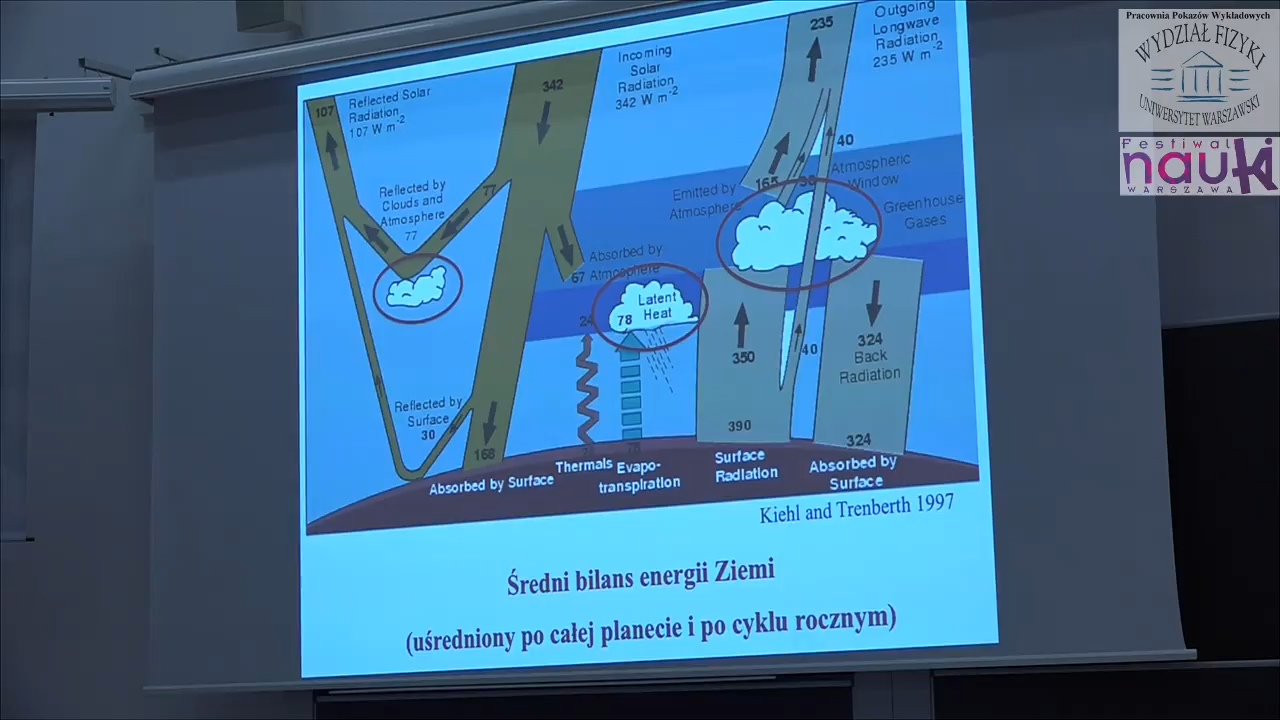 Pracownia Pokazów Wykładowych
WYDZIAŁ FIZYKI
UNIWERSYTET WARSZAWSKI
Festiwal
nauki
WARSZAWA
107
Reflected Solar
Radiation
107 W m-2
342
Incoming
Solar
Radiation
342 W m-2
235
Outgoing
Longwave
Radiation
235 W m-2
Reflected by
Clouds and
Atmosphere
77
77
67
Absorbed by
Atmosphere
Emitted by
Atmosphere
165
30
40
Atmospheric
Window
Greenhouse
Gases
24
78
Latent
Heat
350
40
324
Back
Radiation
Reflected by
Surface
30
168
390
324
Absorbed by Surface
Thermals
Evapo-
transpiration
Surface
Radiation
Absorbed by
Surface
Kiehl and Trenberth 1997
Średni bilans energii Ziemi
(uśredniony po całej planecie i po cyklu rocznym)